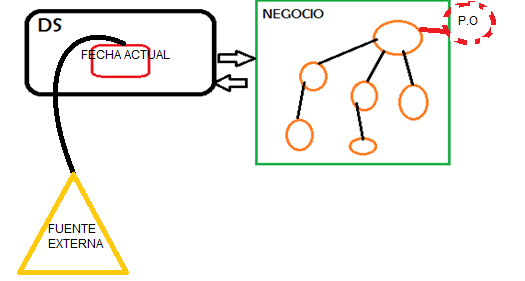 DS
FECHA ACTUAL
NEGOCIO
P.O
FUENTE
EXTERNA